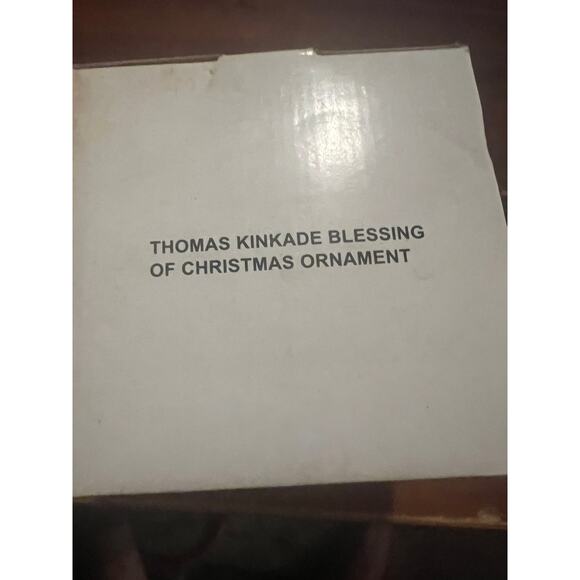 THOMAS KINKADE BLESSING
OF CHRISTMAS ORNAMENT